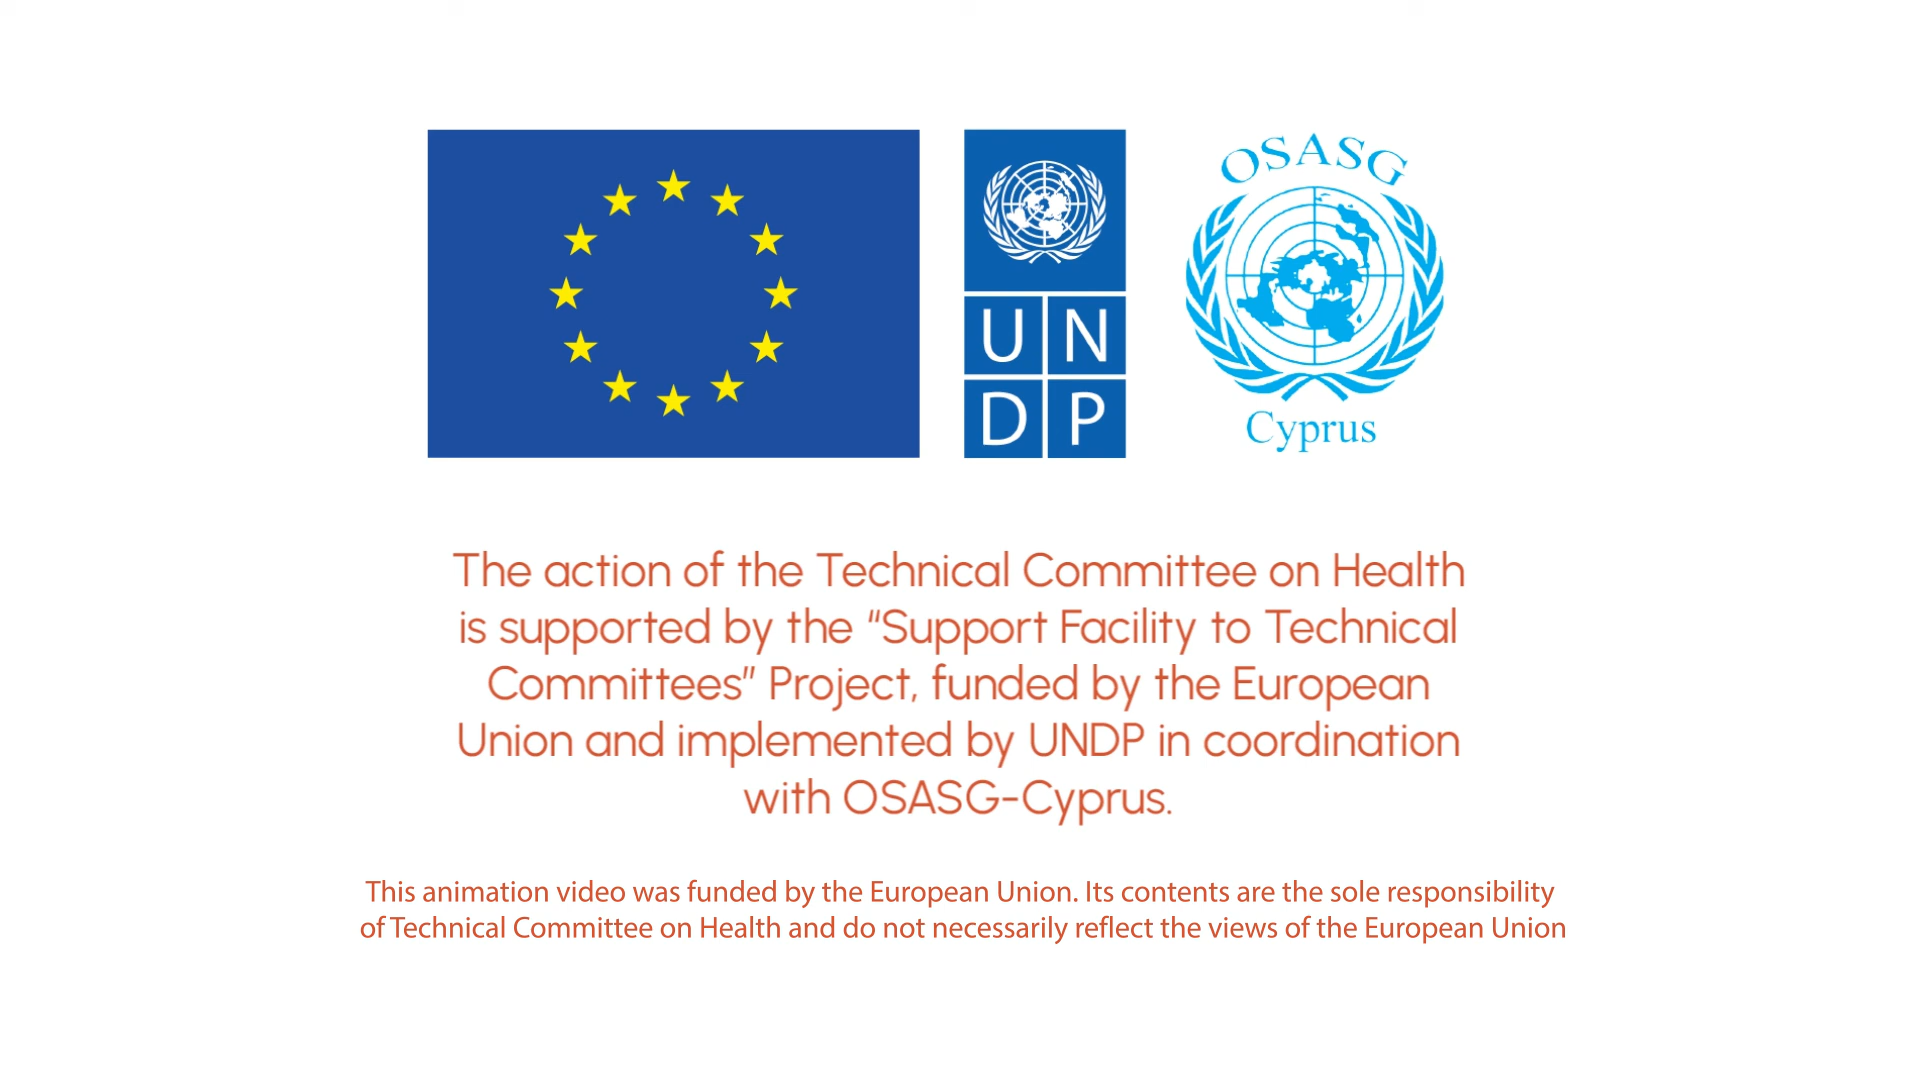 OSASG
U N
D P
Cyprus
The action of the Technical Committee on Health
is supported by the “Support Facility to Technical
Committees” Project, funded by the European
Union and implemented by UNDP in coordination
with OSASG-Cyprus.
This animation video was funded by the European Union. Its contents are the sole responsibility
of Technical Committee on Health and do not necessarily reflect the views of the European Union